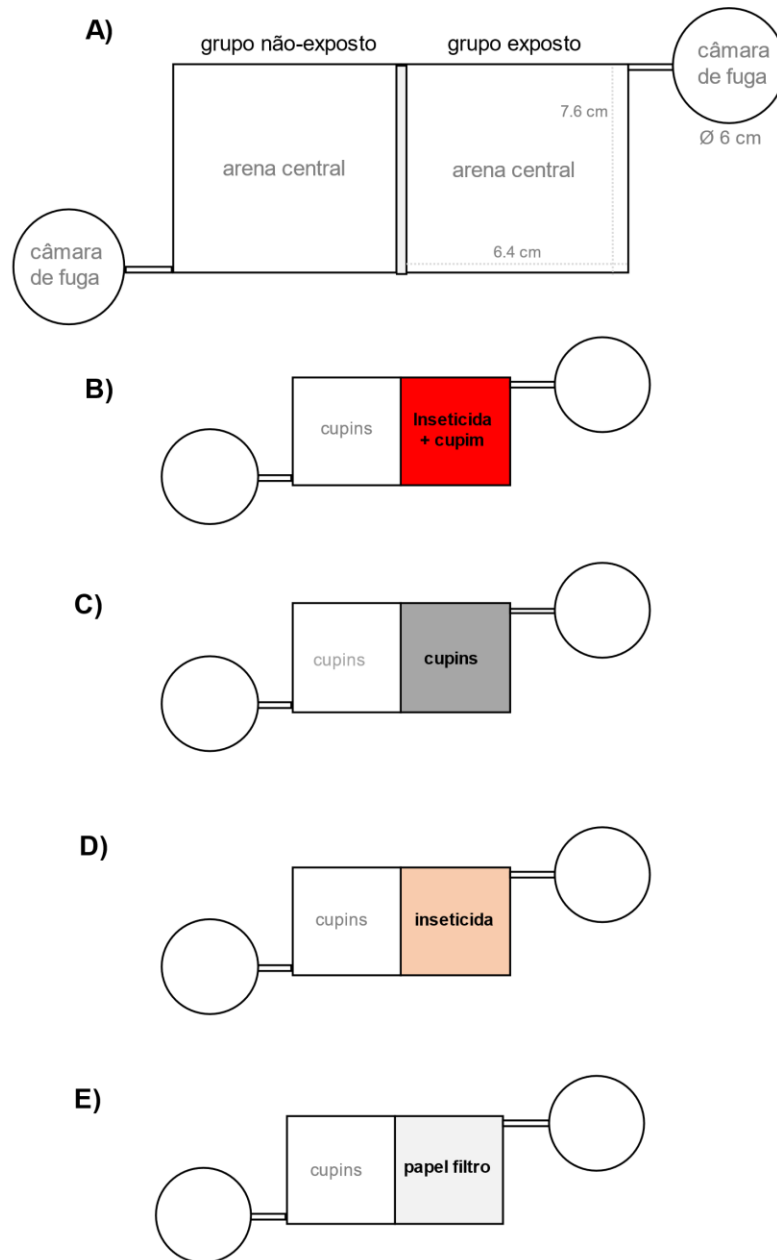 A)
grupo não-exposto
grupo exposto
câmara
de fuga
7.6 cm
Ø 6 cm
arena central
arena central
câmara
de fuga
6.4 cm
B)
cupins
Inseticida
+ cupim
C)
cupins
cupins
D)
cupins
inseticida
E)
cupins
papel filtro